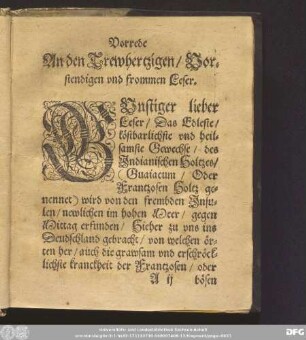 Vorrede
An den Trewhertzigen / Vor⸗
stendigen vnd frommen Leser.
GVnstiger lieber
Leser / Das Edleste /
köstbarlichste vnd heil⸗
samste Gewechse / des
Indianischen Holtzes /
(Guaiacum / Oder
Frantzosen Holtz ge⸗
nennet) wird von den frembden Insu⸗
len / newlichen im hohen Meer / gegen
Mittag erfunden / Hieher zu vns ins
Deudschland gebracht / von welchen ör⸗
ten her / auch die grawsam vnd erschröck⸗
lichste kranckheit der Frantzosen / oder
A ij bösen